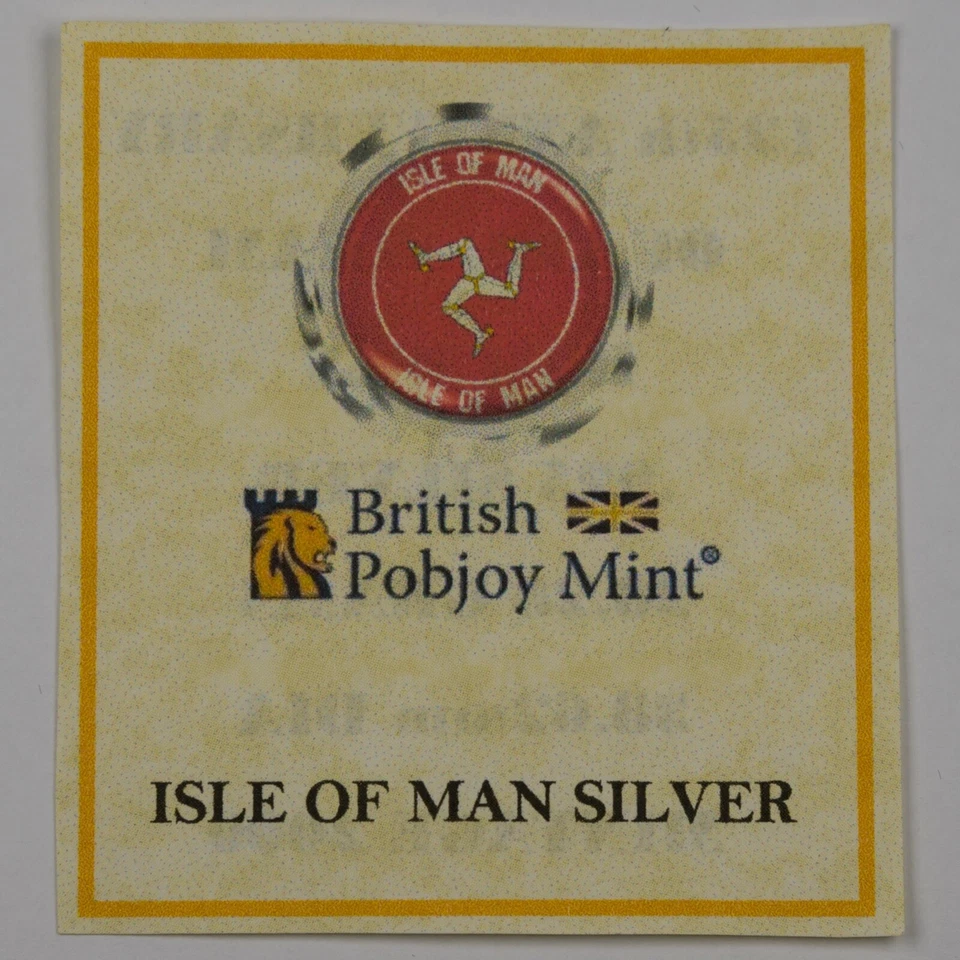 ISLE OF MAN
ISLE OF MAN
British
Pobjoy Mint®
ISLE OF MAN SILVER